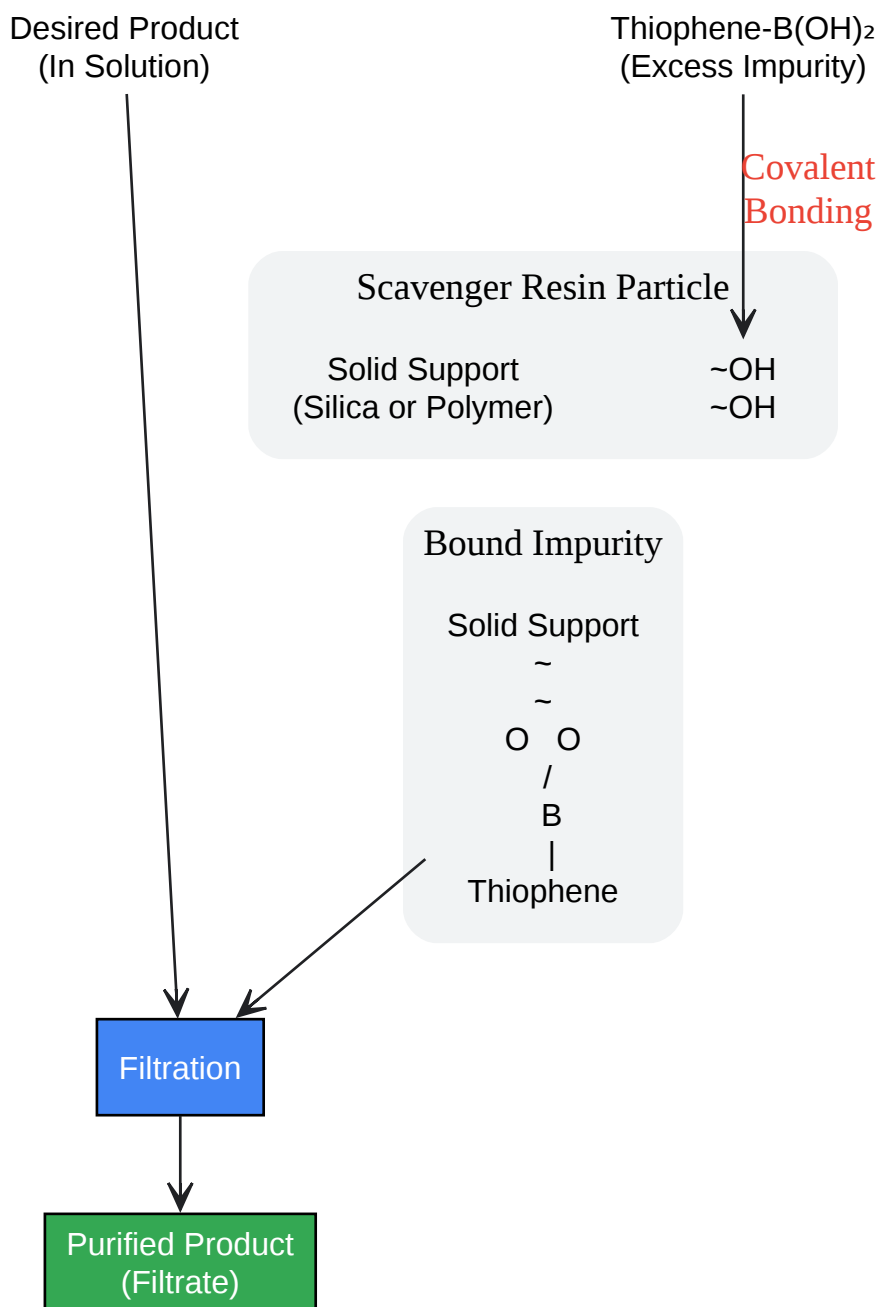 Desired Product
(In Solution)
Thiophene-B(OH)₂
(Excess Impurity)
Covalent
Bonding
Scavenger Resin Particle
Solid Support
(Silica or Polymer)
~OH
~OH
Bound Impurity
Solid Support
~
~
O O
/
B
|
Thiophene
Filtration
Purified Product
(Filtrate)